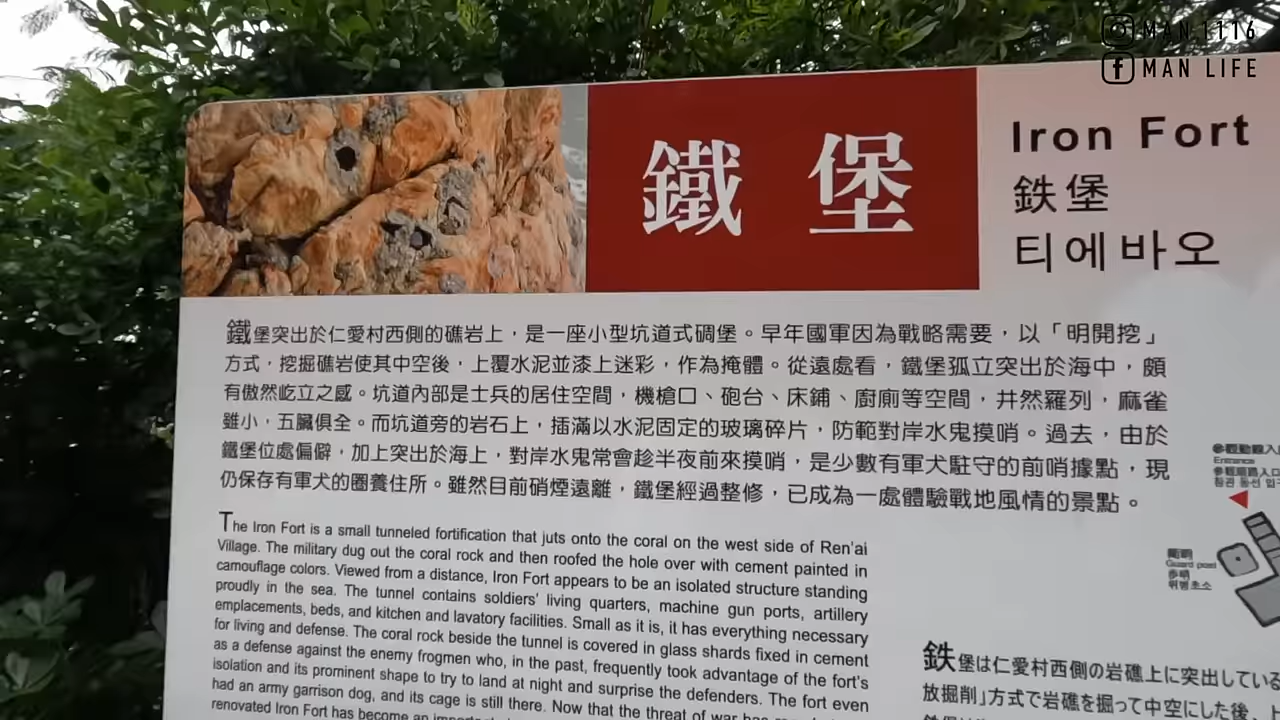 MAN.1116
MAN LIFE
鐵堡
Iron Fort
鉄堡
티에바오
鐵堡突出於仁愛村西側的礁岩上，是一座小型坑道式碉堡。早年國軍因為戰略需要，以「明開挖」
方式，挖掘礁岩使其中空後，上覆水泥並漆上迷彩，作為掩體。從遠處看，鐵堡孤立突出於海中，頗
有傲然屹立之感。坑道內部是士兵的居住空間，機槍口、砲台、床鋪、廚廁等空間，井然羅列，麻雀
雖小，五臟俱全。而坑道旁的岩石上，插滿以水泥固定的玻璃碎片，防範對岸水鬼摸哨。過去，由於
鐵堡位處偏僻，加上突出於海上，對岸水鬼常會趁半夜前來摸哨，是少數有軍犬駐守的前哨據點，現
仍保存有軍犬的圈養住所。雖然目前硝煙遠離，鐵堡經過整修，已成為一處體驗戰地風情的景點。
The Iron Fort is a small tunneled fortification that juts onto the coral on the west side of Ren'ai
Village. The military dug out the coral rock and then roofed the hole over with cement painted in
camouflage colors. Viewed from a distance, Iron Fort appears to be an isolated structure standing
proudly in the sea. The tunnel contains soldiers' living quarters, machine gun ports, artillery
emplacements, beds, and kitchen and lavatory facilities. Small as it is, it has everything necessary
for living and defense. The coral rock beside the tunnel is covered in glass shards fixed in cement
as a defense against the enemy frogmen who, in the past, frequently took advantage of the fort's
isolation and its prominent shape to try to land at night and surprise the defenders. The fort even
had an army garrison dog, and its cage is still there. Now that the threat of war has
renovated Iron Fort has become an
Entrance
Guard post
鉄堡は仁愛村西側の岩礁上に突出している
放掘削」方式で岩礁を掘って中空にした後、上